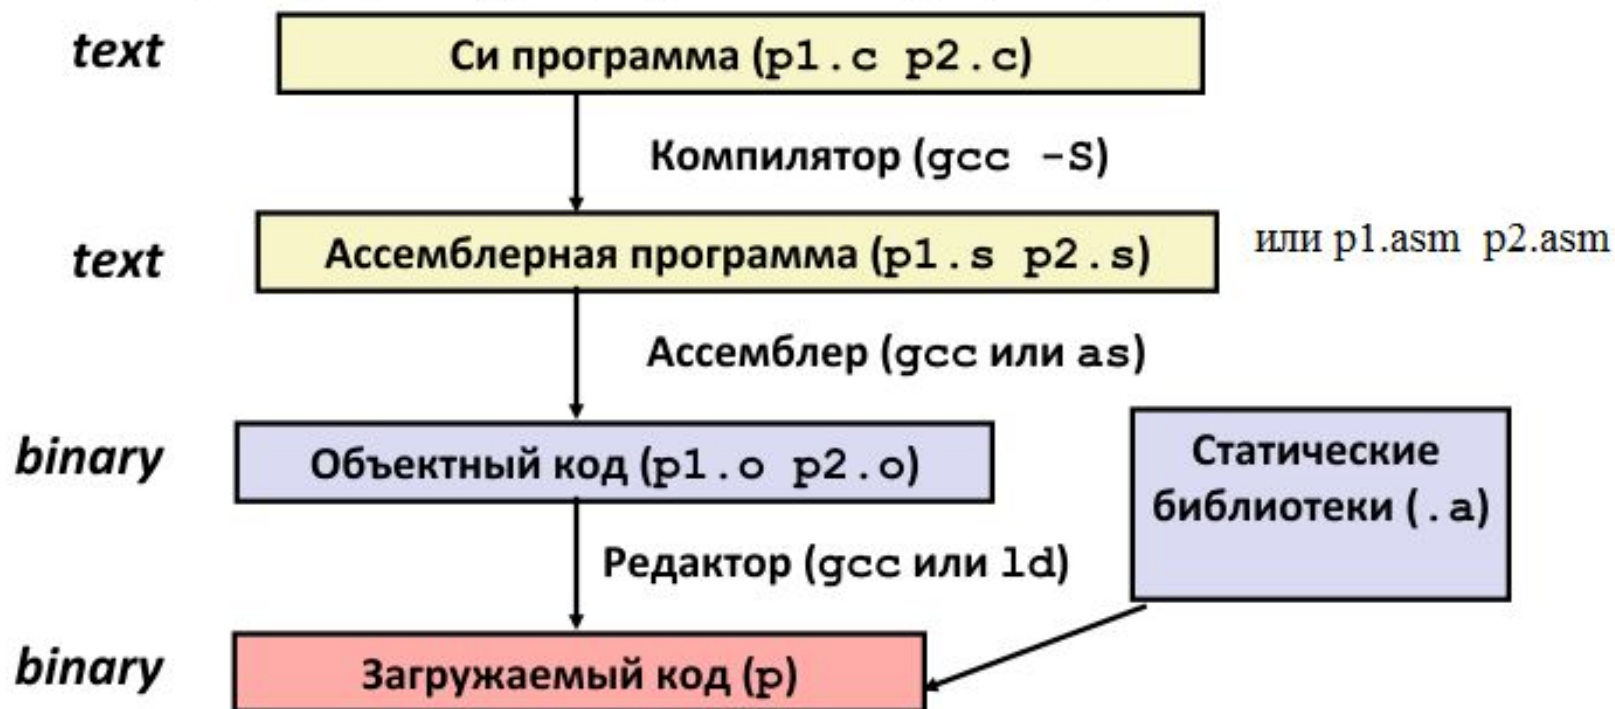 text
Си программа (p1.c p2.c)
Компилятор (gcc -S)
text
Ассемблерная программа (p1.s p2.s)
или p1.asm p2.asm
Ассемблер (gcc или as)
binary
Объектный код (p1.o p2.o)
Статические
библиотеки (.a)
Редактор (gcc или ld)
binary
Загружаемый код (p)